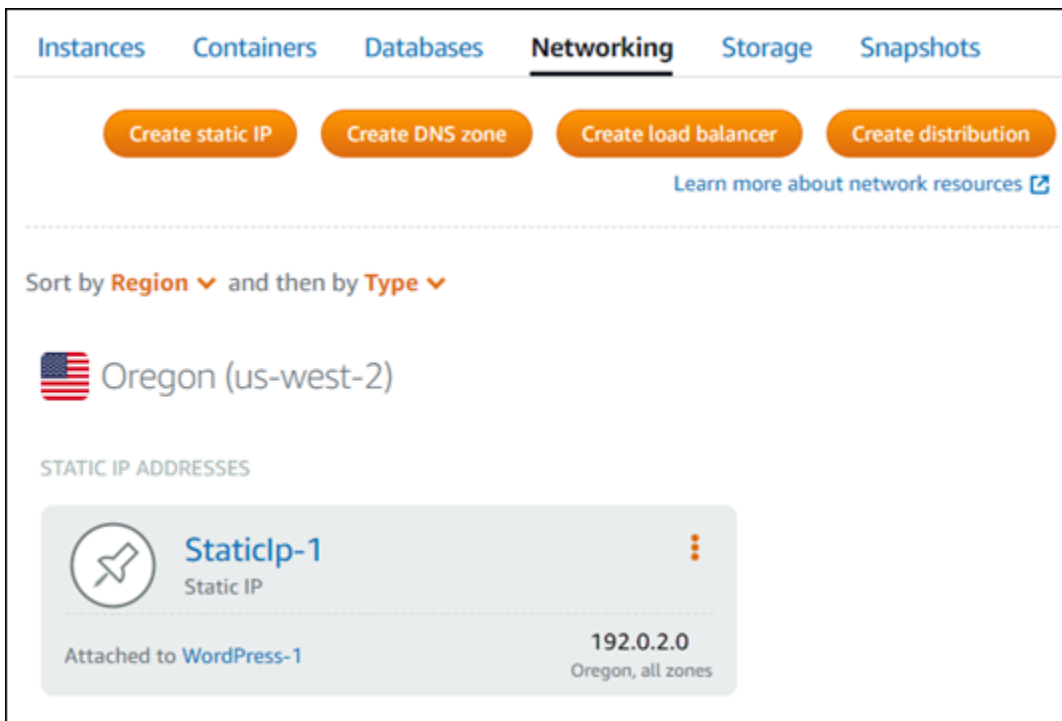 Instances Containers Databases Networking Storage Snapshots
Create static IP Create DNS zone Create load balancer Create distribution
Learn more about network resources
Sort by Region and then by Type
Oregon (us-west-2)
STATIC IP ADDRESSES
StaticIp-1
Static IP
Attached to WordPress-1
192.0.2.0
Oregon, all zones